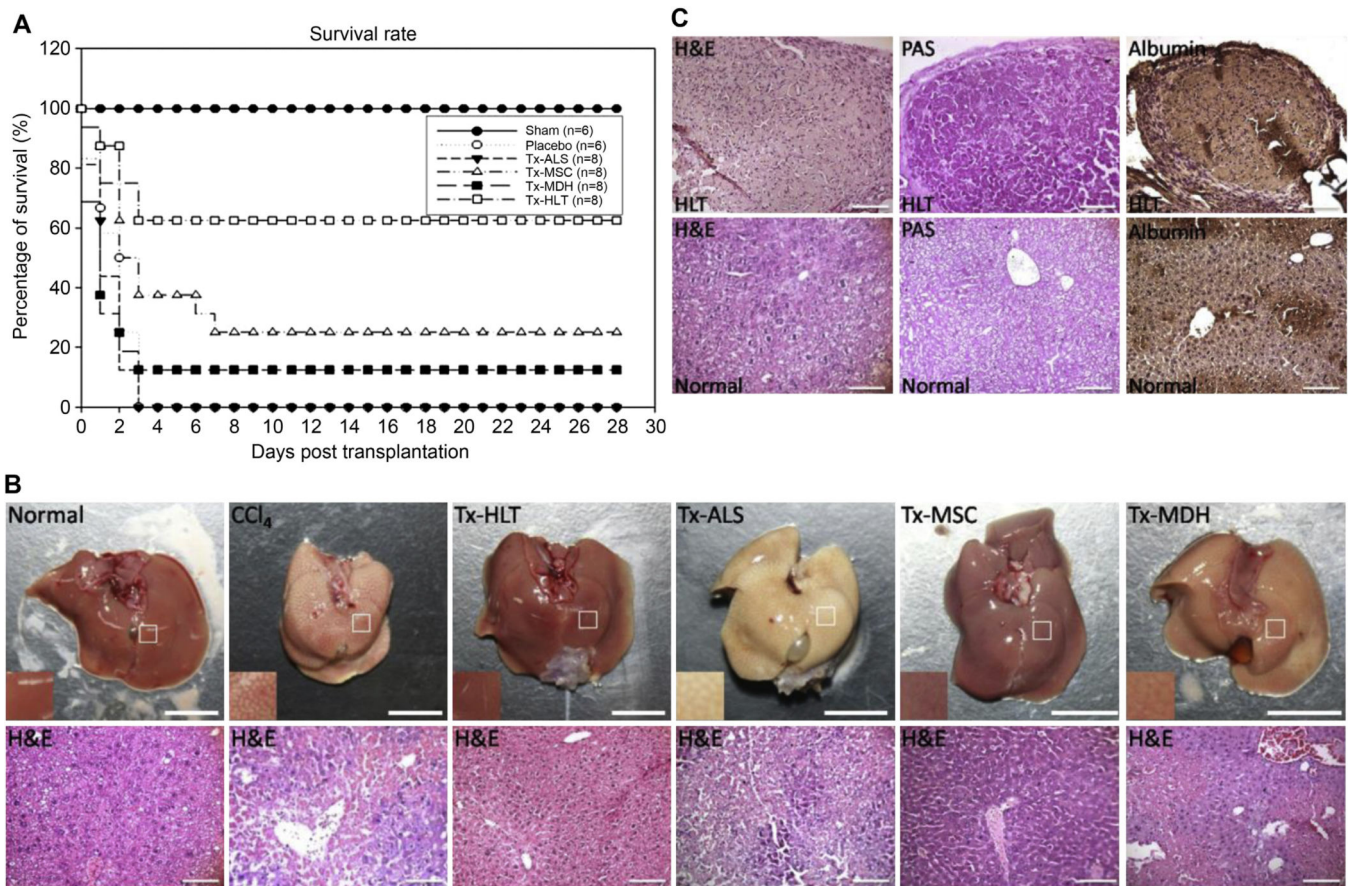 A
Survival rate
120
100
80
60
40
20
0
Percentage of survival (%)
Sham (n=6)
Placebo (n=6)
Tx-ALS (n=8)
Tx-MSC (n=8)
Tx-MDH (n=8)
Tx-HLT (n=8)
0 2 4 6 8 10 12 14 16 18 20 22 24 26 28 30
Days post transplantation
C
H&E PAS Albumin
HLT HLT HLT
H&E PAS Albumin
Normal Normal Normal
B
Normal CCl₄ Tx-HLT Tx-ALS Tx-MSC Tx-MDH
H&E H&E H&E H&E H&E H&E